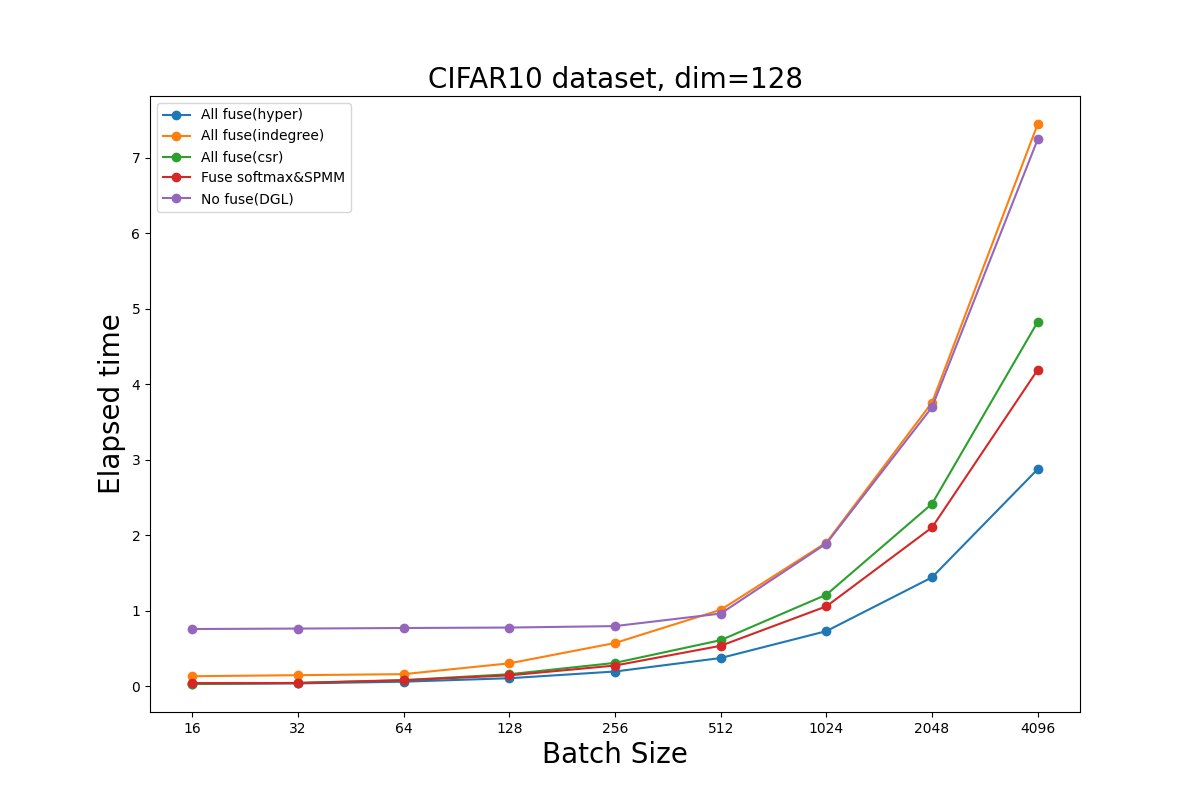 CIFAR10 dataset, dim=128
All fuse(hyper)
All fuse(indegree)
All fuse(csr)
Fuse softmax&SPMM
No fuse(DGL)
Elapsed time
7
6
5
4
3
2
1
0
16 32 64 128 256 512 1024 2048 4096
Batch Size